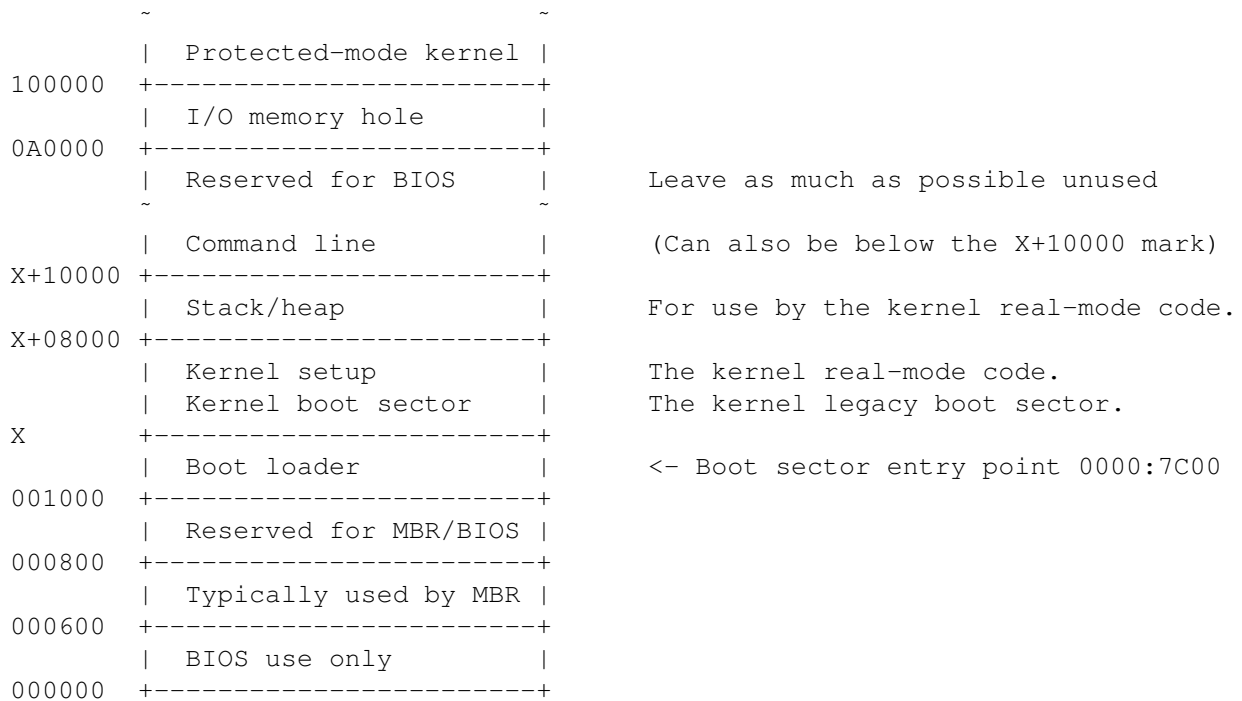 ~                        ~
| Protected-mode kernel |
100000 +------------------------+
| I/O memory hole |
0A0000 +------------------------+
| Reserved for BIOS | Leave as much as possible unused
~                        ~
| Command line | (Can also be below the X+10000 mark)
X+10000 +------------------------+
| Stack/heap | For use by the kernel real-mode code.
X+08000 +------------------------+
| Kernel setup | The kernel real-mode code.
| Kernel boot sector | The kernel legacy boot sector.
X +------------------------+
| Boot loader | <- Boot sector entry point 0000:7C00
001000 +------------------------+
| Reserved for MBR/BIOS |
000800 +------------------------+
| Typically used by MBR |
000600 +------------------------+
| BIOS use only |
000000 +------------------------+